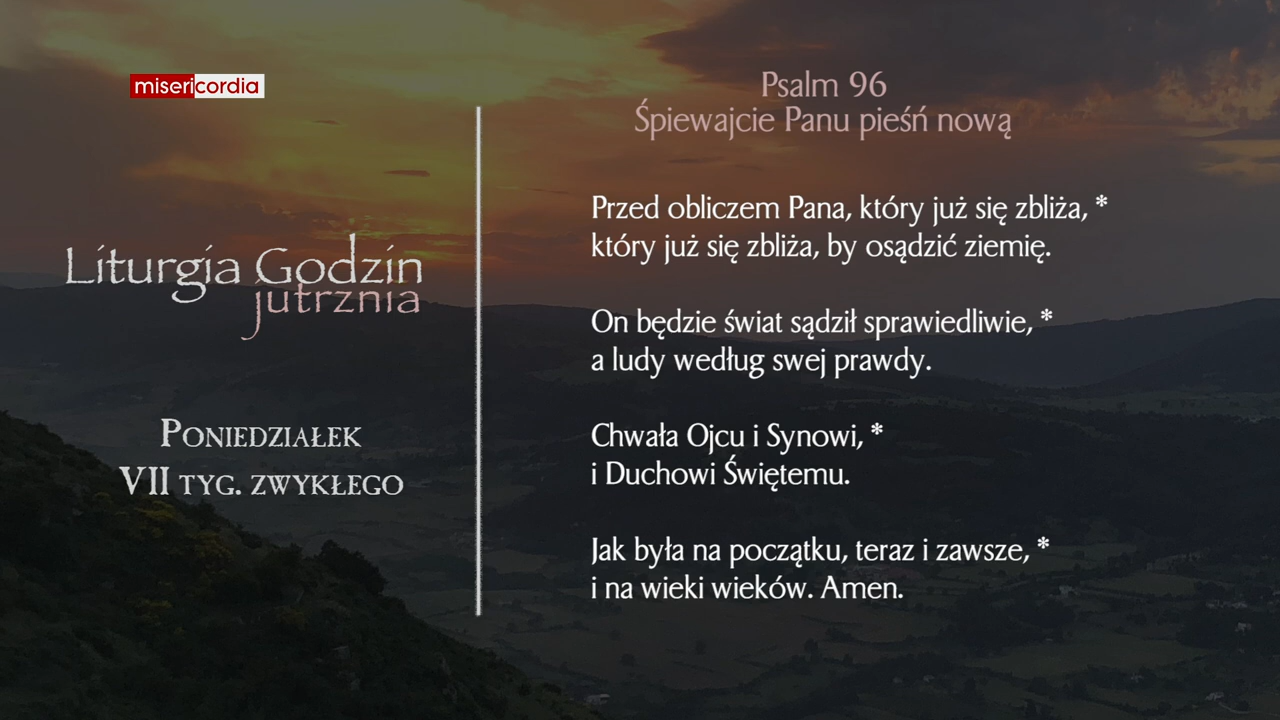 misericordia
Liturgia Godzin
jutrznia
Poniedziałek
VII tyg. zwykłego
Psalm 96
Śpiewajcie Panu pieśń nową
Przed obliczem Pana, który już się zbliża, *
który już się zbliża, by osądzić ziemię.
On będzie świat sądził sprawiedliwie, *
a ludy według swej prawdy.
Chwała Ojcu i Synowi, *
i Duchowi Świętemu.
Jak była na początku, teraz i zawsze, *
i na wieki wieków. Amen.